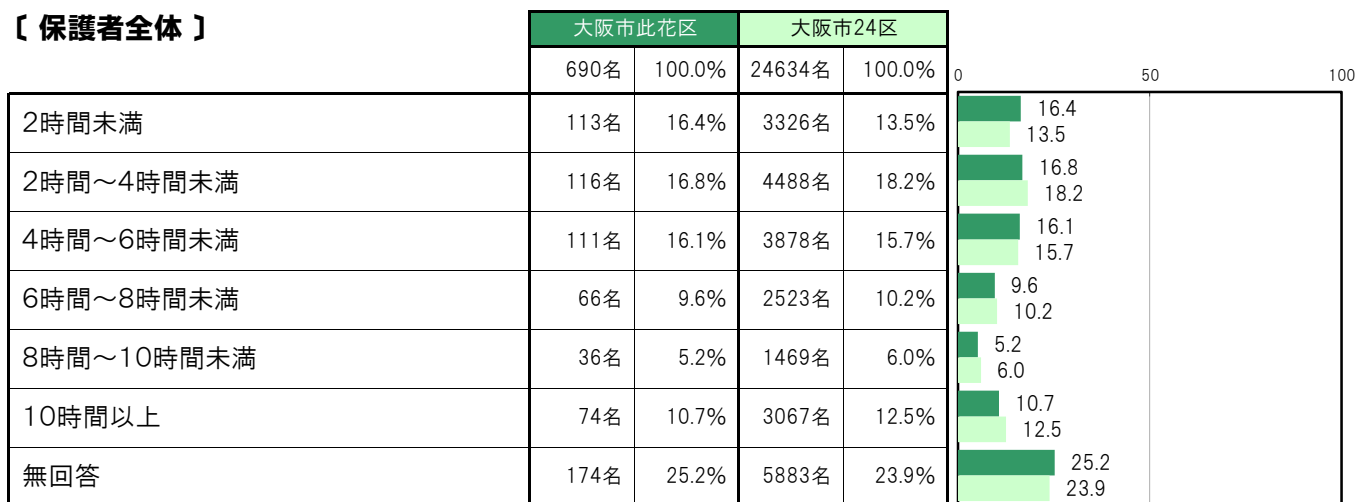 〔 保護者全体 〕
大阪市此花区 大阪市24区
690名 100.0% 24634名 100.0% 0 50 100
2時間未満 113名 16.4% 3326名 13.5% 16.4
13.5
2時間～4時間未満 116名 16.8% 4488名 18.2% 16.8
18.2
4時間～6時間未満 111名 16.1% 3878名 15.7% 16.1
15.7
6時間～8時間未満 66名 9.6% 2523名 10.2% 9.6
10.2
8時間～10時間未満 36名 5.2% 1469名 6.0% 5.2
6.0
10時間以上 74名 10.7% 3067名 12.5% 10.7
12.5
無回答 174名 25.2% 5883名 23.9% 25.2
23.9